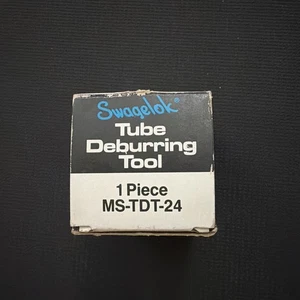 Swagelok
Tube
Deburring
Tool
1 Piece
MS-TDT-24